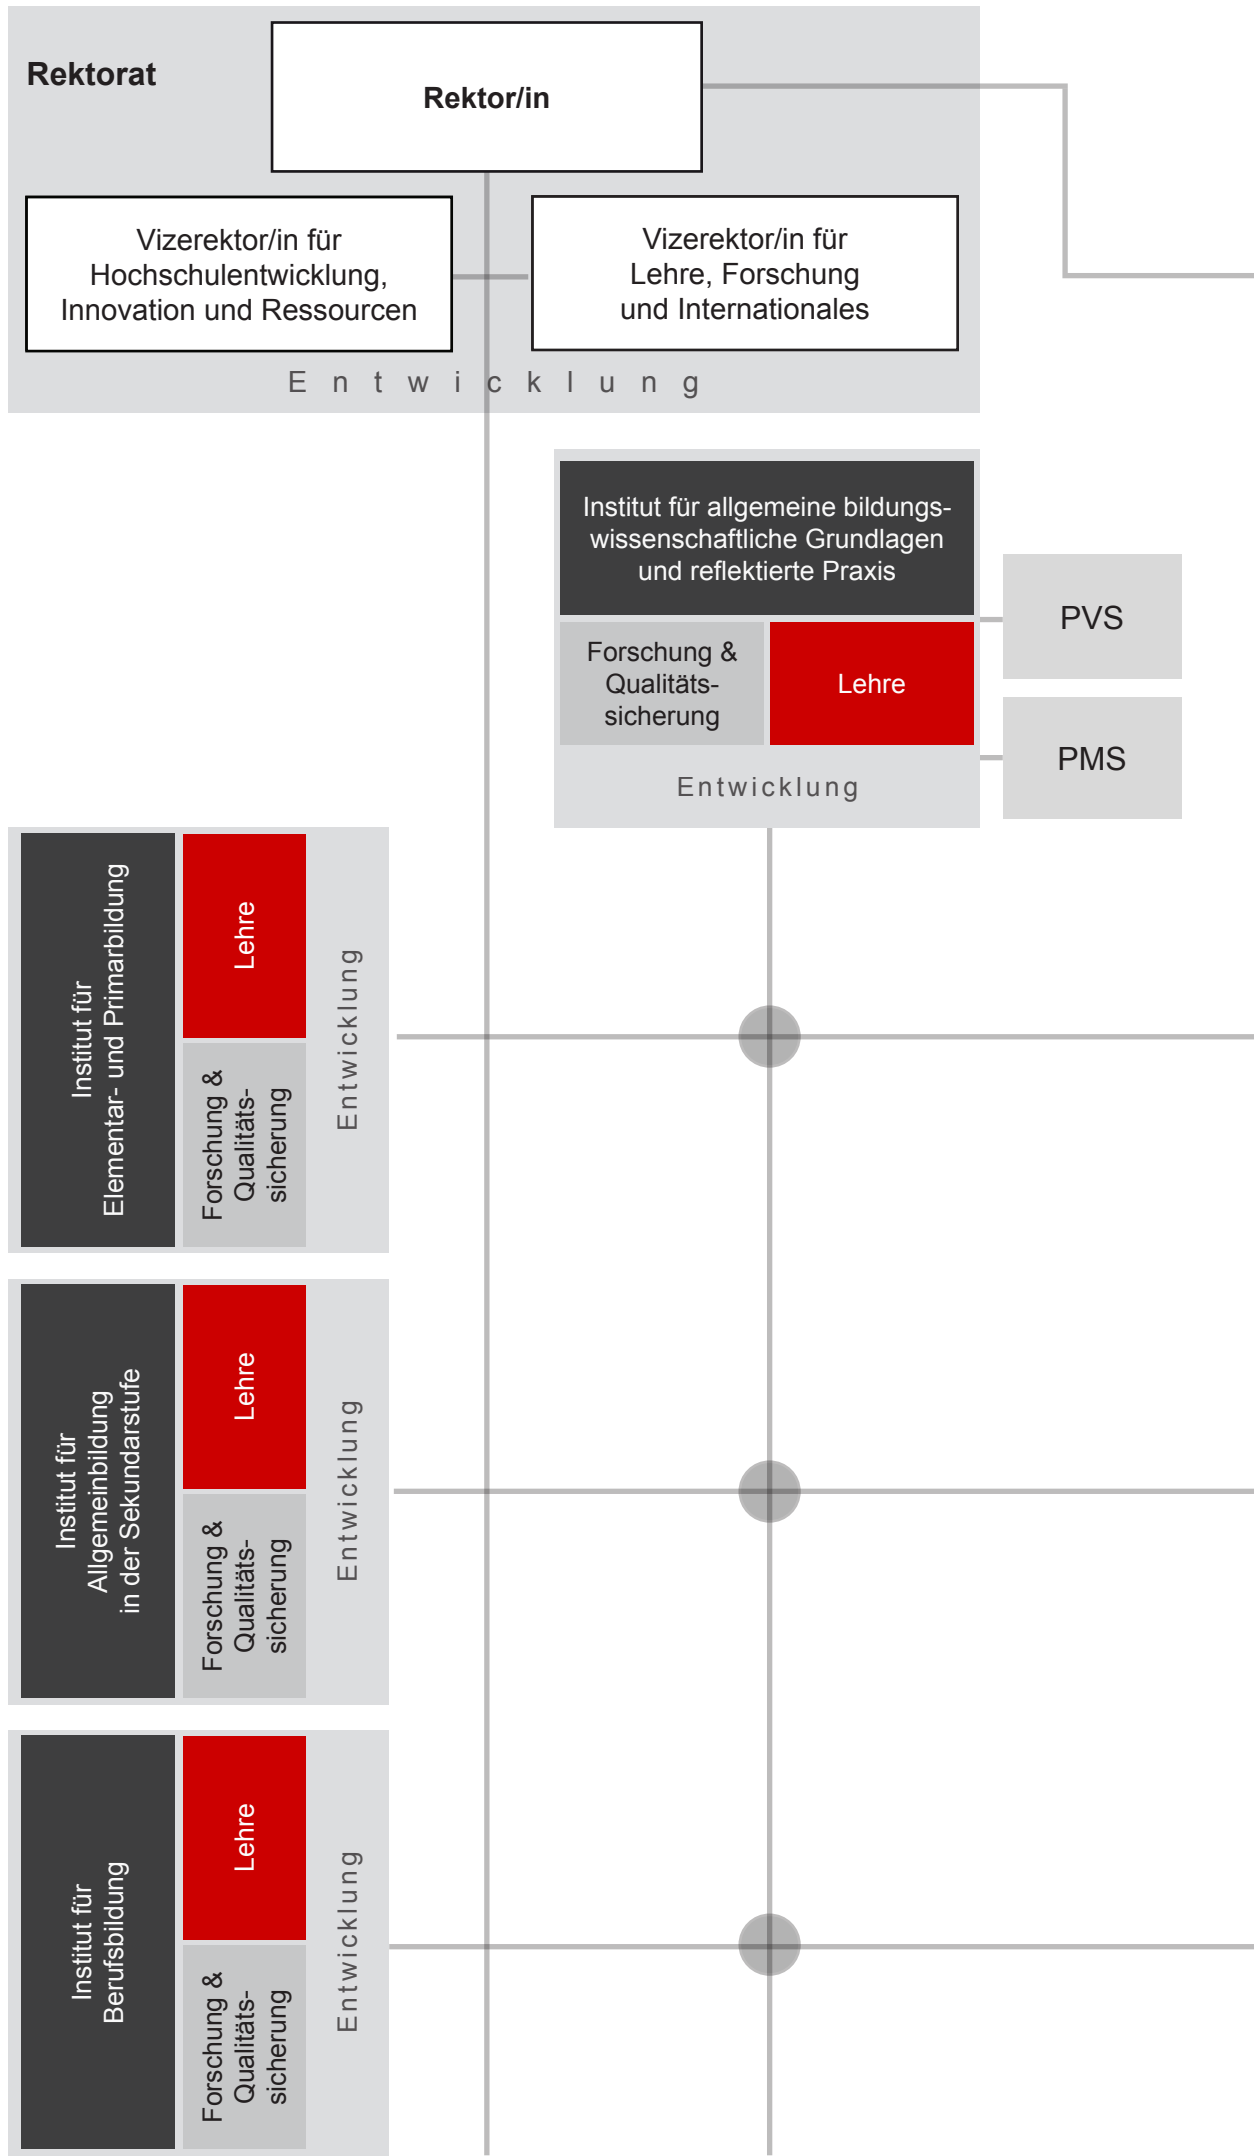 Rektorat
Rektor/in
Vizerektor/in für
Hochschulentwicklung,
Innovation und Ressourcen
Vizerektor/in für
Lehre, Forschung
und Internationales
Entwicklung
Institut für allgemeine bildungs-
wissenschaftliche Grundlagen
und reflektierte Praxis
Forschung &
Qualitäts-
sicherung
Lehre
Entwicklung
PVS
PMS
Institut für
Elementar- und Primarbildung
Lehre
Forschung &
Qualitäts-
sicherung
Entwicklung
Institut für
Allgemeinbildung
in der Sekundarstufe
Lehre
Forschung &
Qualitäts-
sicherung
Entwicklung
Institut für
Berufsbildung
Lehre
Forschung &
Qualitäts-
sicherung
Entwicklung